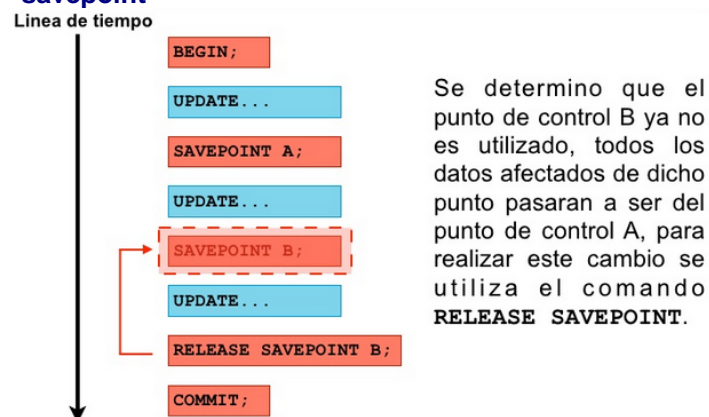 savepoint
Linea de tiempo
BEGIN;
UPDATE...
SAVEPOINT A;
UPDATE...
SAVEPOINT B;
UPDATE...
RELEASE SAVEPOINT B;
COMMIT;
Se determino que el
punto de control B ya no
es utilizado, todos los
datos afectados de dicho
punto pasaran a ser del
punto de control A, para
realizar este cambio se
utiliza el comando
RELEASE SAVEPOINT.